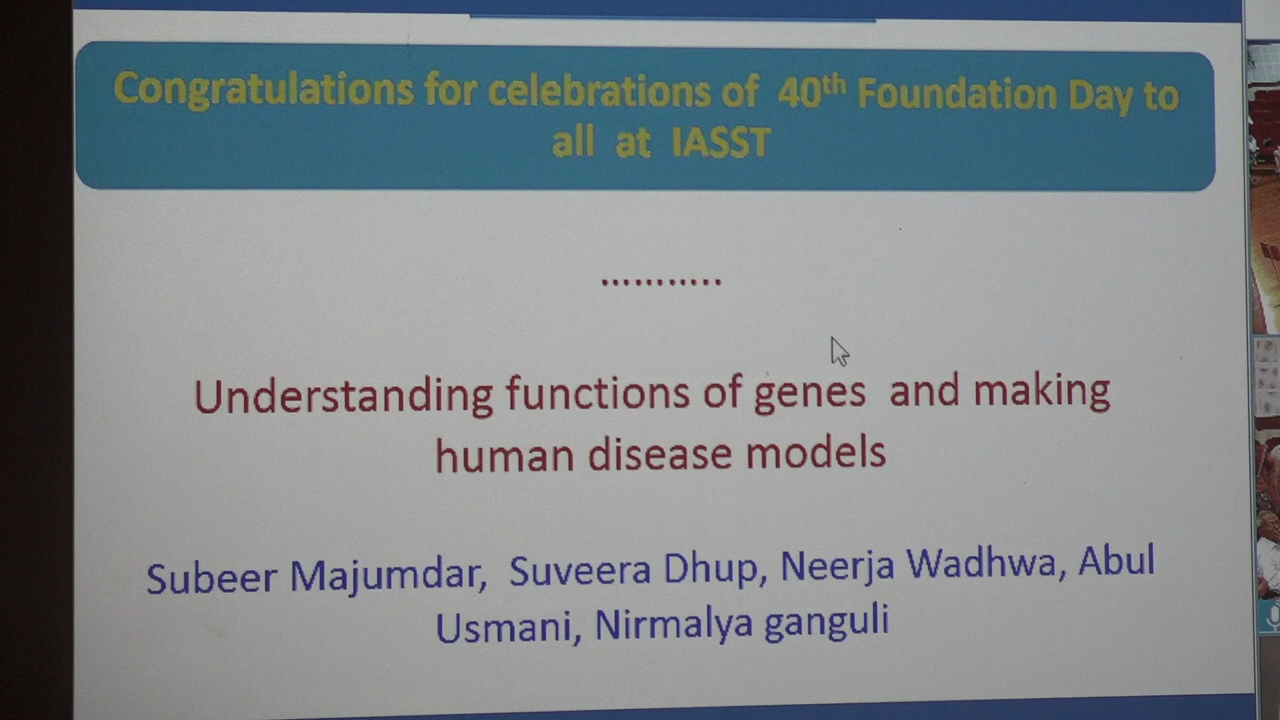 Congratulations for celebrations of 40th Foundation Day to
all at IASST
...........
Understanding functions of genes and making
human disease models
Subeer Majumdar, Suveera Dhup, Neerja Wadhwa, Abul
Usmani, Nirmalya ganguli